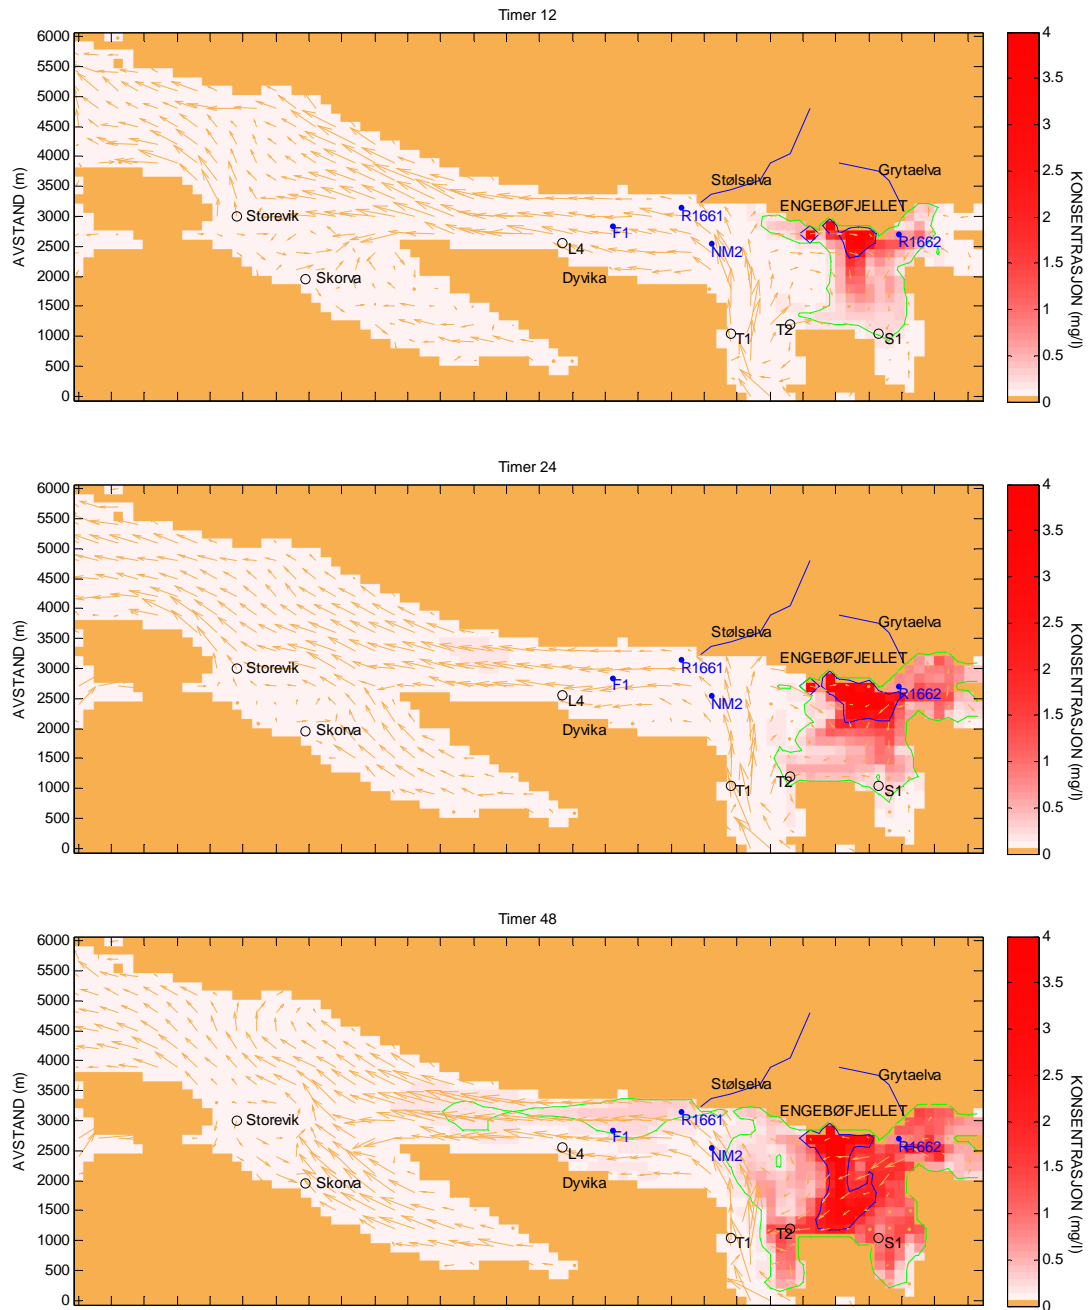 Timer 12
6000
5500
5000
4500
4000
3500
3000
2500
2000
1500
1000
500
0
AVSTAND (m)
Stølselva
Grytaelva
ENGEBØFJELLET
Storevik
R1661
F1
L4
NM2
R1662
Skorva
Dyvika
T1
T2
S1
4
3.5
3
2.5
2
1.5
1
0.5
0
KONSENTRASJON (mg/l)
Timer 24
6000
5500
5000
4500
4000
3500
3000
2500
2000
1500
1000
500
0
AVSTAND (m)
Stølselva
Grytaelva
ENGEBØFJELLET
Storevik
R1661
F1
L4
NM2
R1662
Skorva
Dyvika
T1
T2
S1
4
3.5
3
2.5
2
1.5
1
0.5
0
KONSENTRASJON (mg/l)
Timer 48
6000
5500
5000
4500
4000
3500
3000
2500
2000
1500
1000
500
0
AVSTAND (m)
Stølselva
Grytaelva
ENGEBØFJELLET
Storevik
R1661
F1
L4
NM2
R1662
Skorva
Dyvika
T1
T2
S1
4
3.5
3
2.5
2
1.5
1
0.5
0
KONSENTRASJON (mg/l)